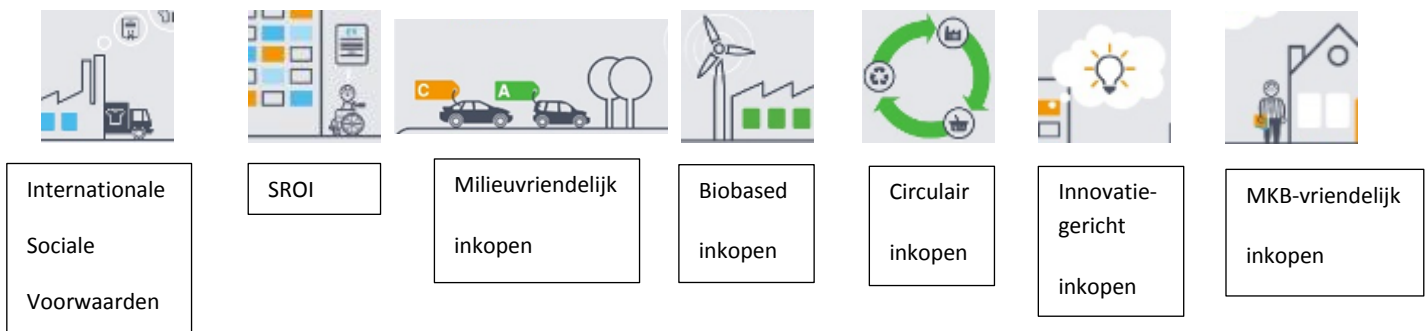 C
A
Internationale
Sociale
Voorwaarden
SROI
Milieuvriendelijk
inkopen
Biobased
inkopen
Circulair
inkopen
Innovatie-
gericht
inkopen
MKB-vriendelijk
inkopen